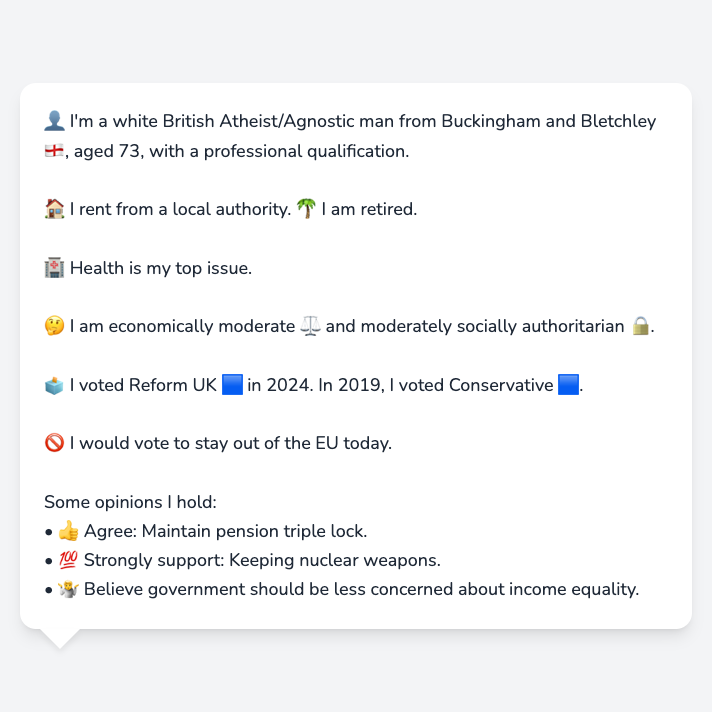 👤 I'm a white British Atheist/Agnostic man from Buckingham and Bletchley
🏴󠁧󠁢󠁥󠁮󠁧󠁿, aged 73, with a professional qualification.
🏠 I rent from a local authority. 🌴 I am retired.
🏥 Health is my top issue.
🤔 I am economically moderate ⚖️ and moderately socially authoritarian 🔒.
🗳️ I voted Reform UK 🟦 in 2024. In 2019, I voted Conservative 🟦.
🚫 I would vote to stay out of the EU today.
Some opinions I hold:
• 👍 Agree: Maintain pension triple lock.
• 💯 Strongly support: Keeping nuclear weapons.
• 🤷 Believe government should be less concerned about income equality.